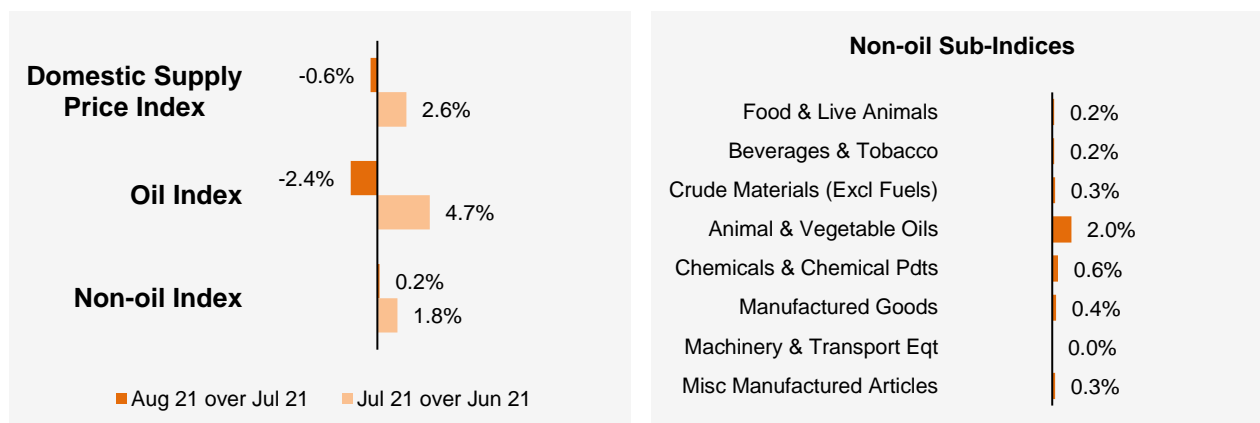 Domestic Supply
Price Index
-0.6%
2.6%
Oil Index
-2.4%
4.7%
Non-oil Index
0.2%
1.8%
Aug 21 over Jul 21
Jul 21 over Jun 21
Non-oil Sub-Indices
Food & Live Animals 0.2%
Beverages & Tobacco 0.2%
Crude Materials (Excl Fuels) 0.3%
Animal & Vegetable Oils 2.0%
Chemicals & Chemical Pdts 0.6%
Manufactured Goods 0.4%
Machinery & Transport Eqt 0.0%
Misc Manufactured Articles 0.3%